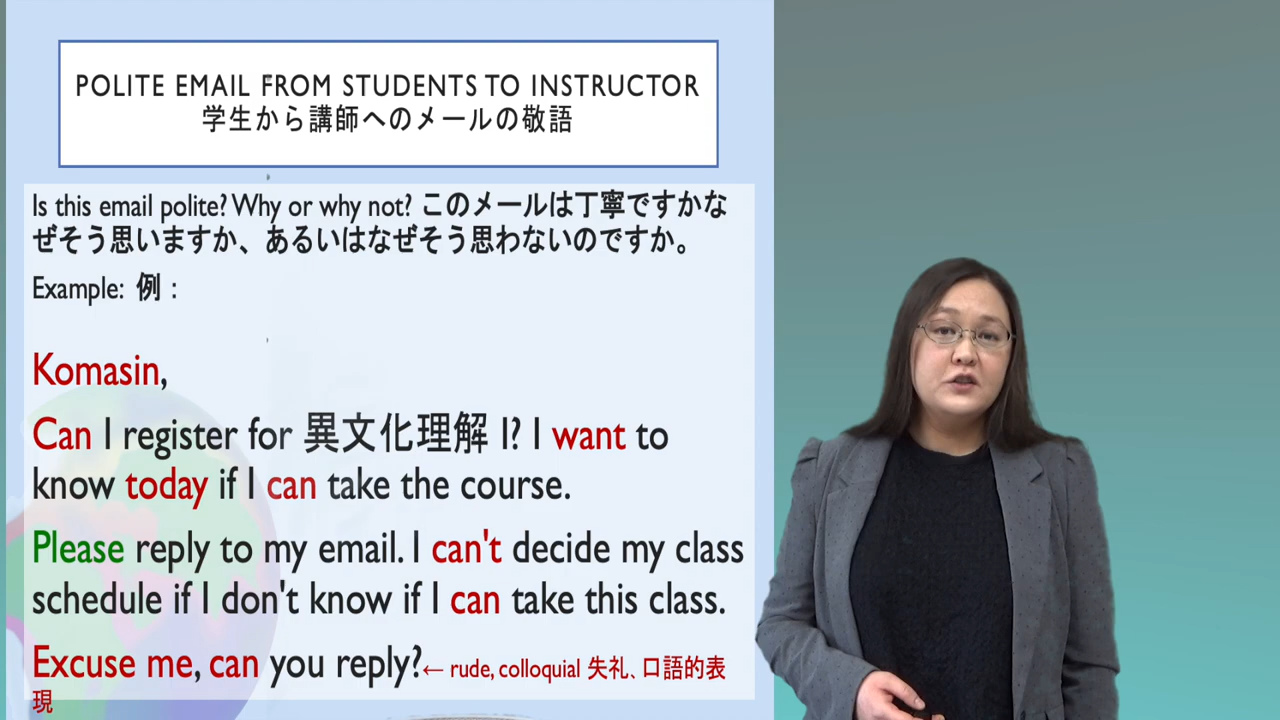 POLITE EMAIL FROM STUDENTS TO INSTRUCTOR
学生から講師へのメールの敬語
Is this email polite? Why or why not? このメールは丁寧ですかな
ぜそう思いますか、あるいはなぜそう思わないのですか。
Example: 例：
Komasin,
Can I register for 異文化理解 I? I want to
know today if I can take the course.
Please reply to my email. I can't decide my class
schedule if I don't know if I can take this class.
Excuse me, can you reply?← rude, colloquial 失礼、口語的表
現